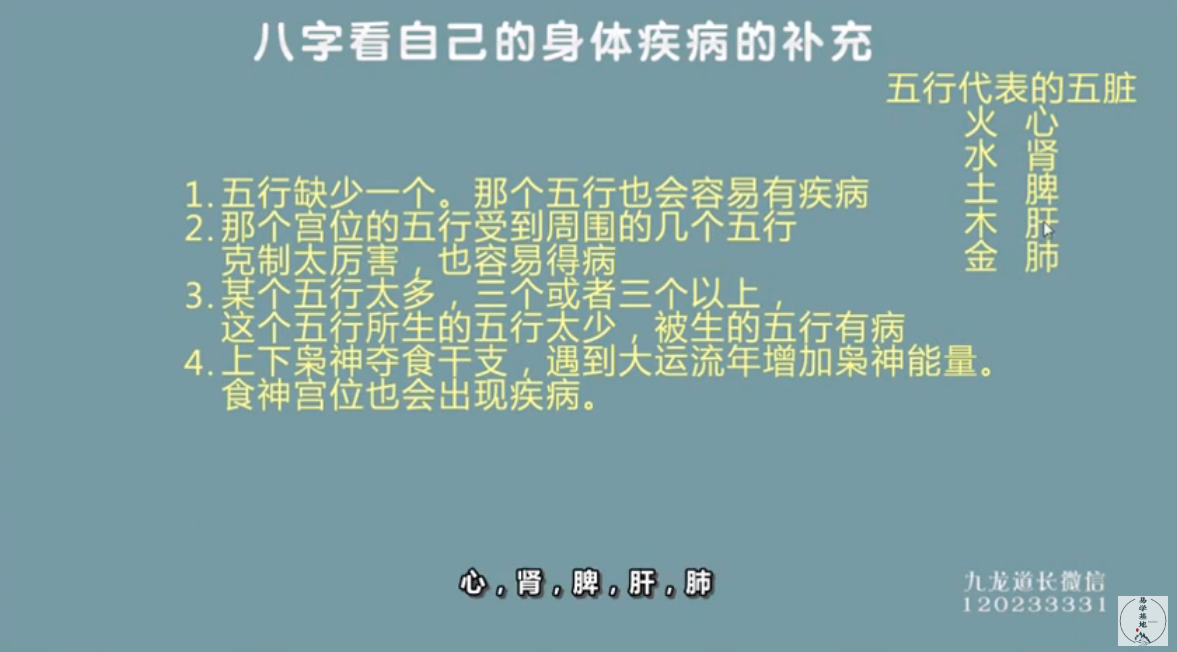 八字看自己的身体疾病的补充
五行代表的五脏
火 心
水 肾
土 脾
木 肝
金 肺
1. 五行缺少一个。那个五行也会容易有疾病
2. 那个宫位的五行受到周围的几个五行
克制太厉害，也容易得病
3. 某个五行太多，三个或者三个以上，
这个五行所生的五行太少，被生的五行有病
4. 上下枭神夺食干支，遇到大运流年增加枭神能量。
食神宫位也会出现疾病。
心，肾，脾，肝，肺
九龙道长微信
120233331
易学基地